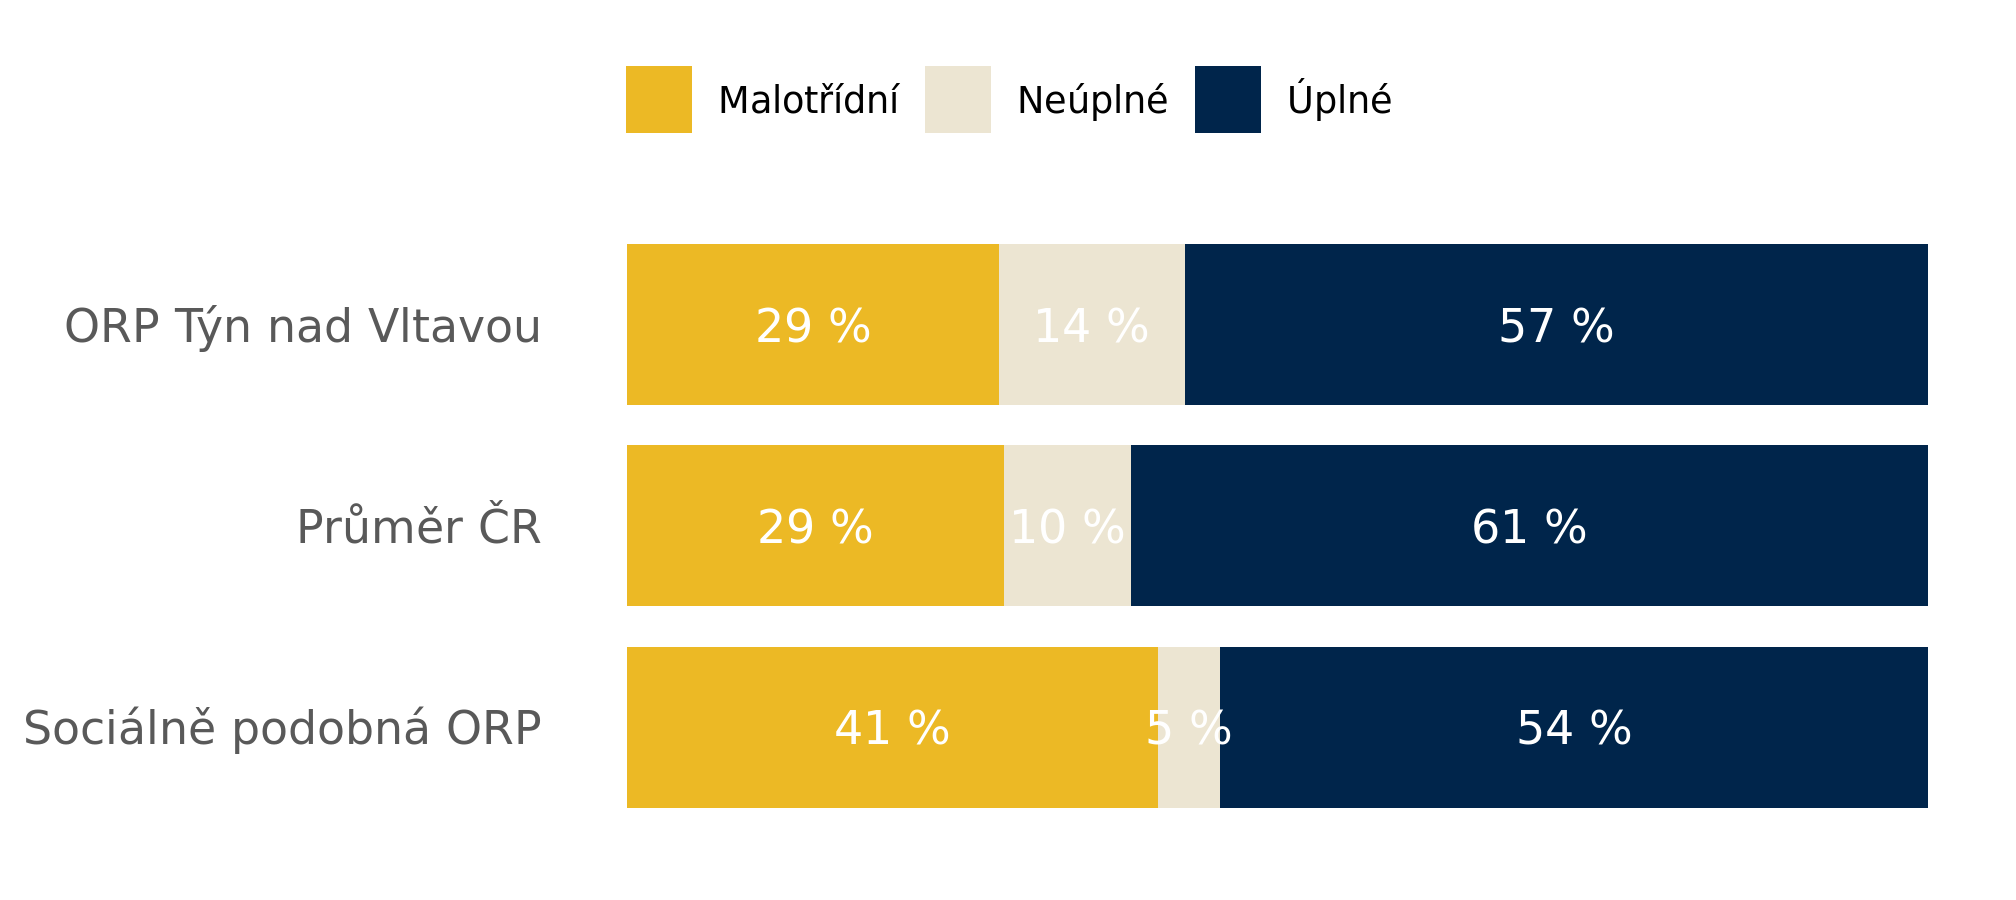 Malotřídní Neúplné Úplné
ORP Týn nad Vltavou 29 % 14 % 57 %
Průměr ČR 29 % 10 % 61 %
Sociálně podobná ORP 41 % 5 % 54 %